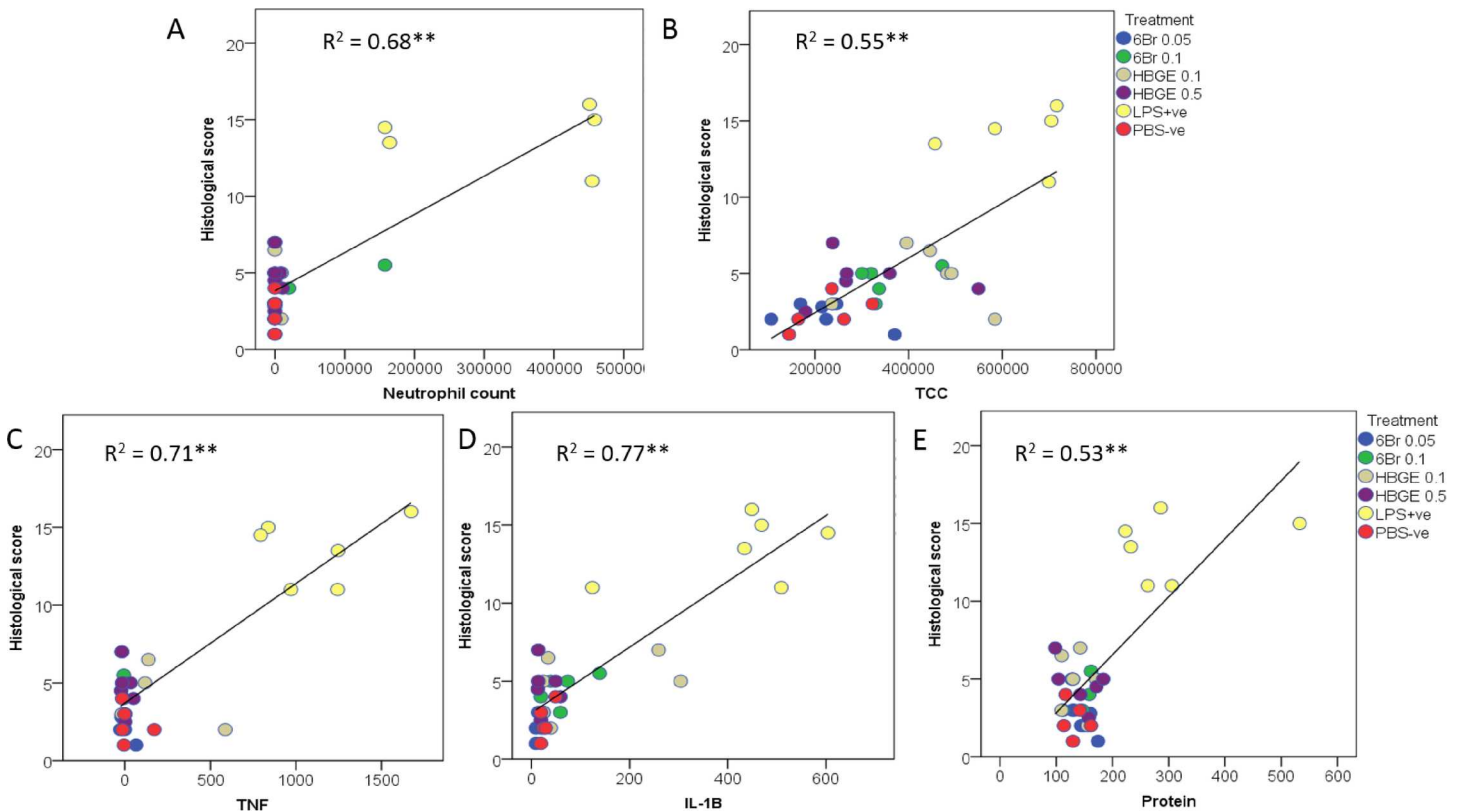 A
R² = 0.68**
Histological score
20
15
10
5
0
0 100000 200000 300000 400000 500000
Neutrophil count
B
R² = 0.55**
Histological score
20
15
10
5
0
200000 400000 600000 800000
TCC
Treatment
6Br 0.05
6Br 0.1
HBGE 0.1
HBGE 0.5
LPS+ve
PBS-ve
C
R² = 0.71**
Histological score
20
15
10
5
0
0 500 1000 1500
TNF
D
R² = 0.77**
Histological score
20
15
10
5
0
0 200 400 600
IL-1B
E
R² = 0.53**
Histological score
20
15
10
5
0
0 100 200 300 400 500 600
Protein
Treatment
6Br 0.05
6Br 0.1
HBGE 0.1
HBGE 0.5
LPS+ve
PBS-ve